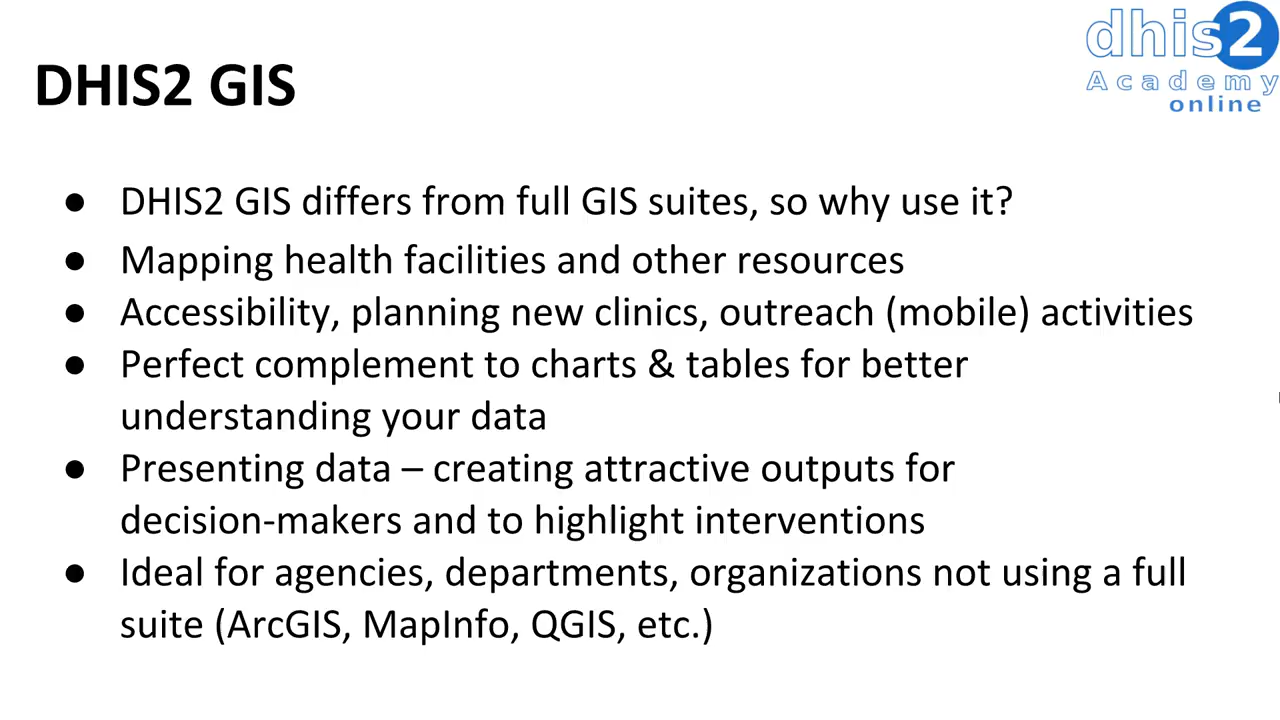 dhis2
Academy
online
DHIS2 GIS
● DHIS2 GIS differs from full GIS suites, so why use it?
● Mapping health facilities and other resources
● Accessibility, planning new clinics, outreach (mobile) activities
● Perfect complement to charts & tables for better
understanding your data
● Presenting data – creating attractive outputs for
decision-makers and to highlight interventions
● Ideal for agencies, departments, organizations not using a full
suite (ArcGIS, MapInfo, QGIS, etc.)